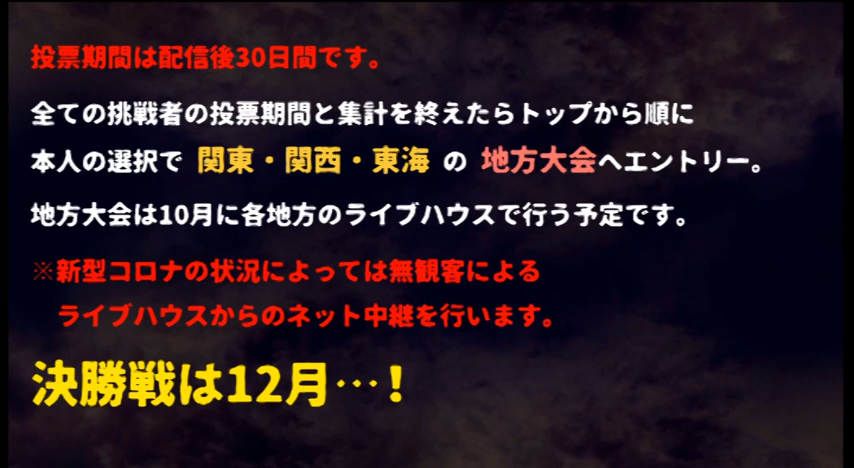 投票期間は配信後30日間です。
全ての挑戦者の投票期間と集計を終えたらトップから順に
本人の選択で 関東・関西・東海 の 地方大会へエントリー。
地方大会は10月に各地方のライブハウスで行う予定です。
※新型コロナの状況によっては無観客による
ライブハウスからのネット中継を行います。
決勝戦は12月…！